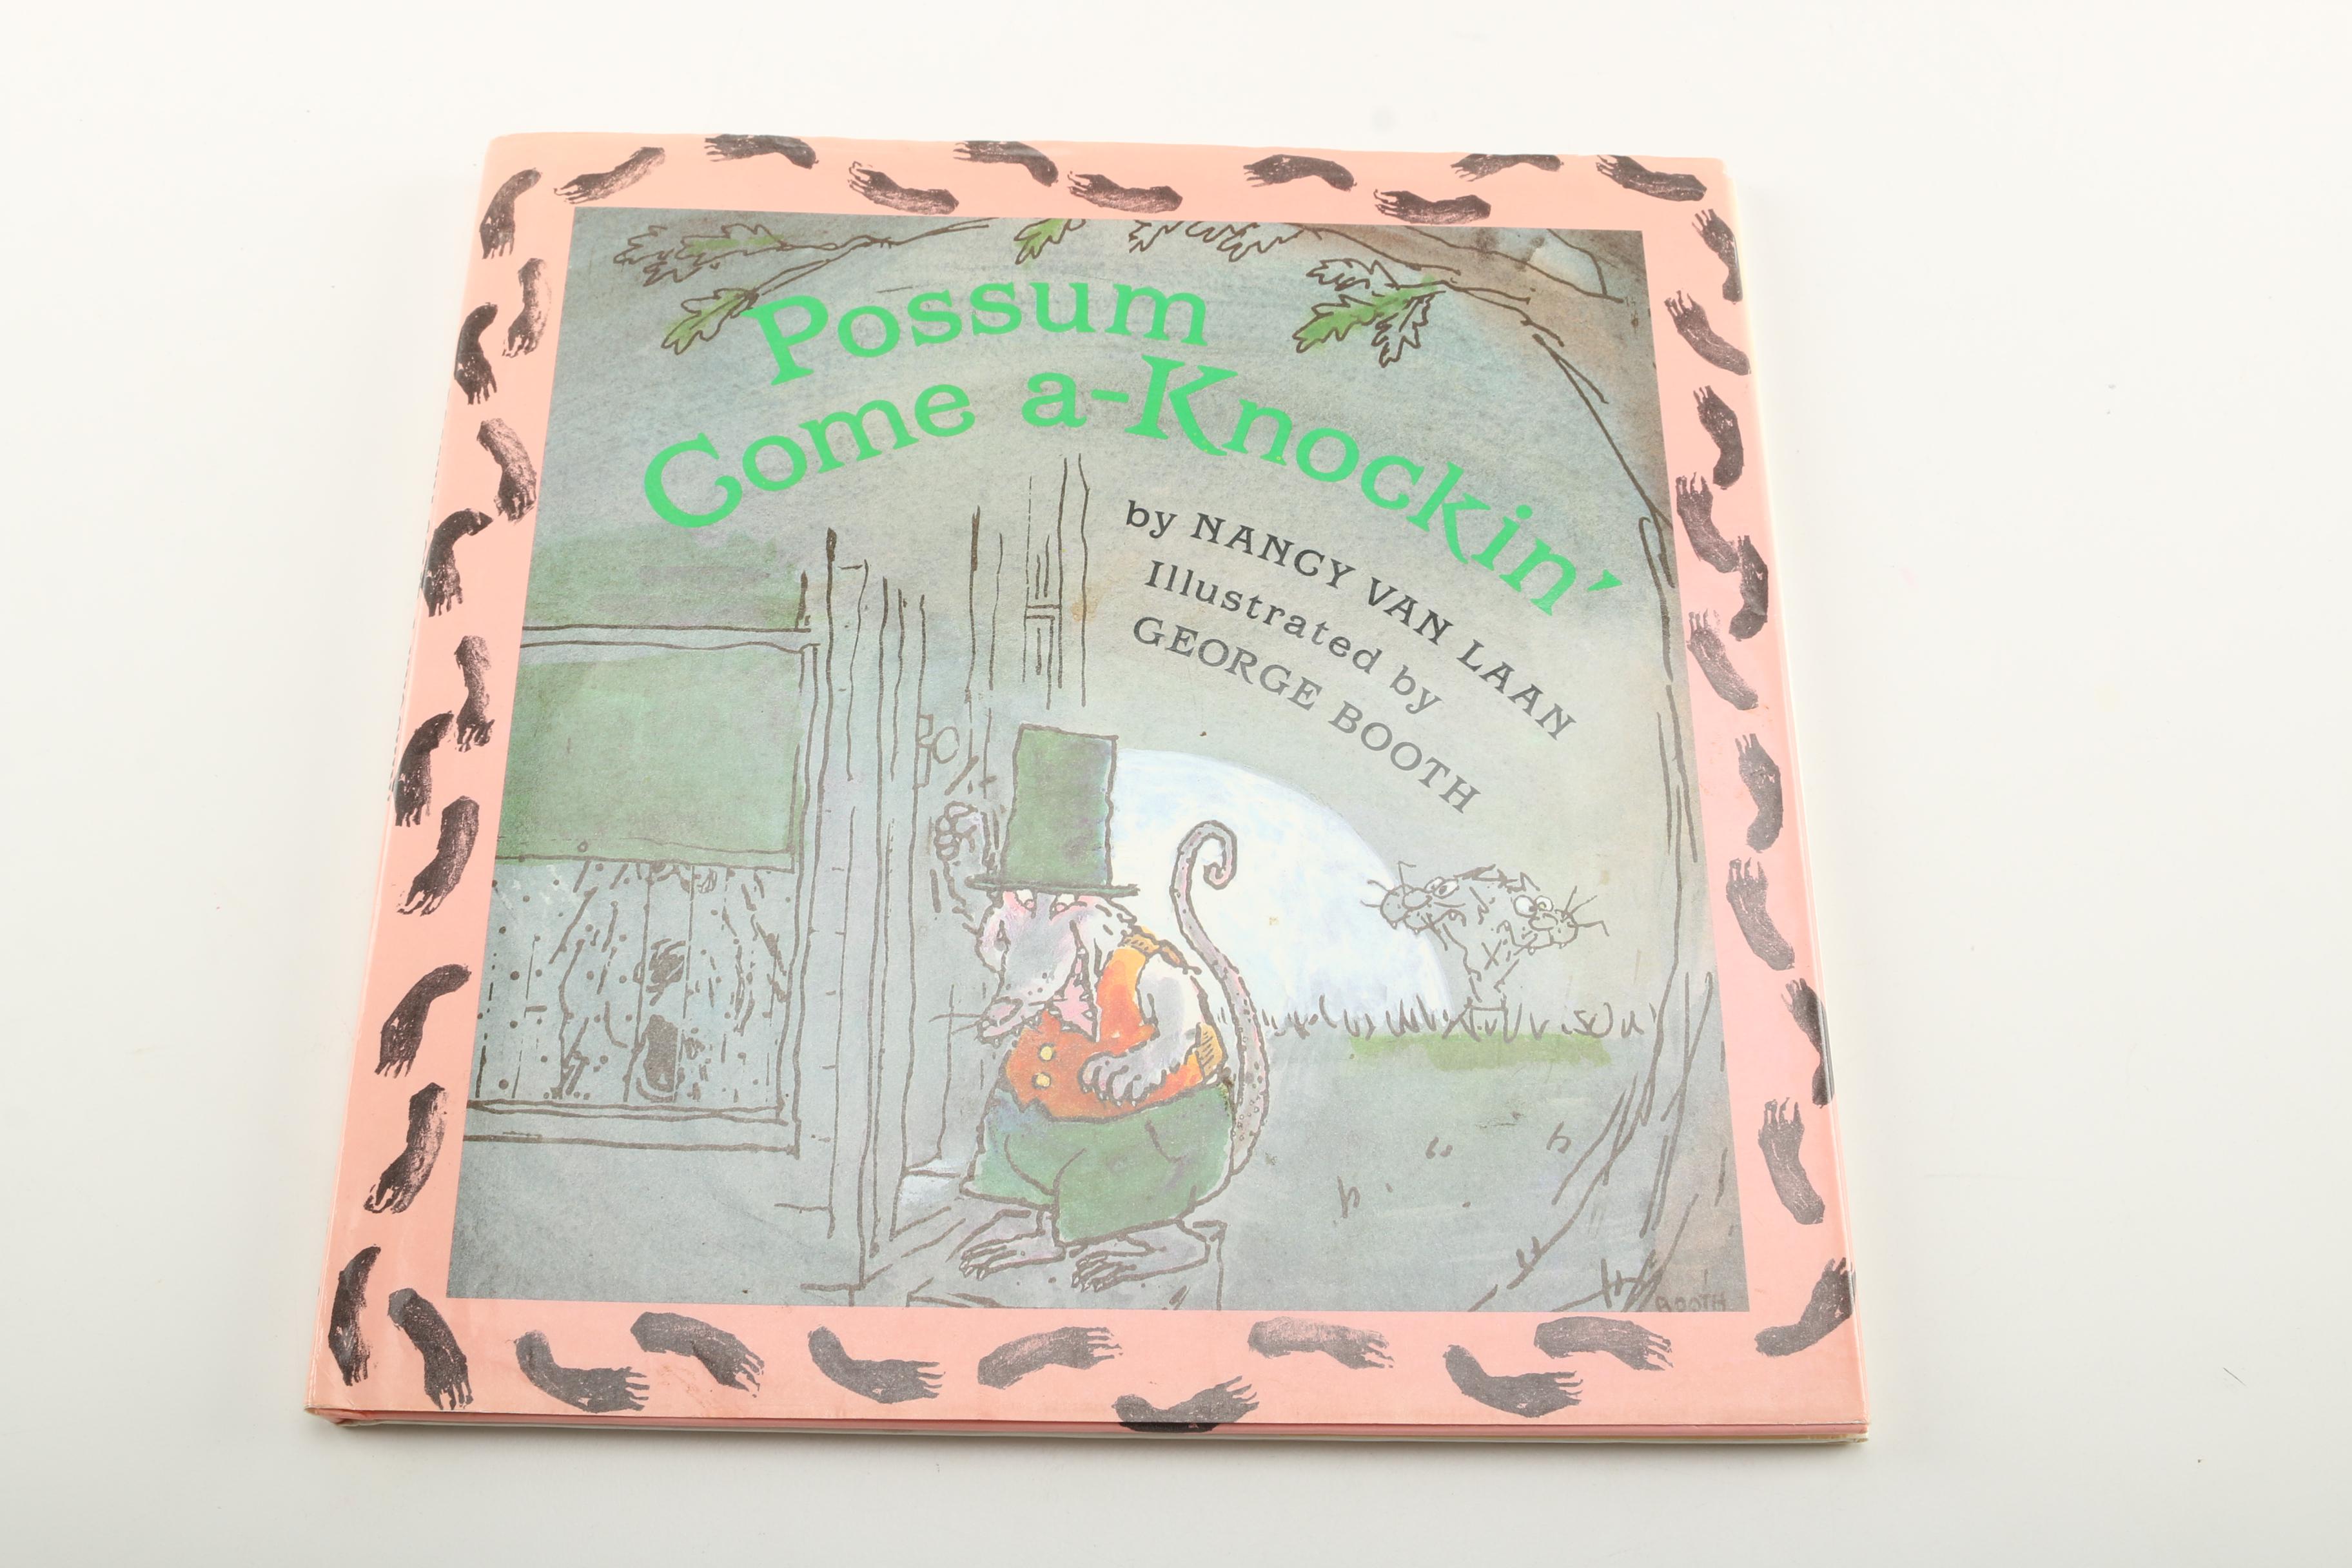 Possum
Come a-Knockin'
by NANCY VAN LAAN
Illustrated by
GEORGE BOOTH
BOOTH